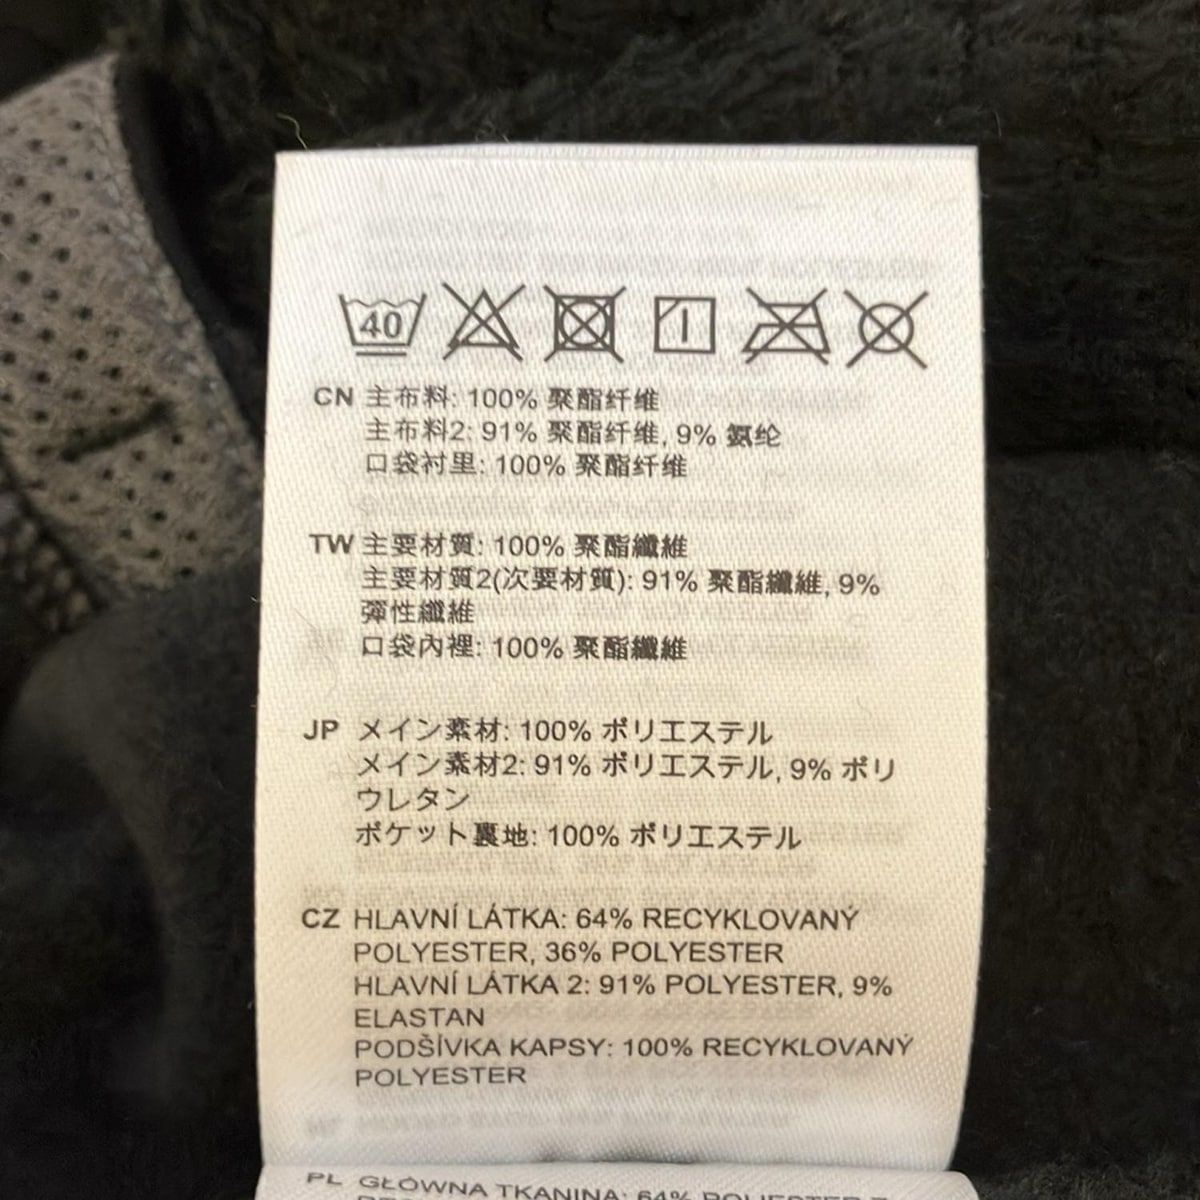 40
CN 主布料: 100% 聚酯纤维
主布料2: 91% 聚酯纤维, 9% 氨纶
口袋衬里: 100% 聚酯纤维
TW 主要材質: 100% 聚酯纖維
主要材質2(次要材質): 91% 聚酯纖維, 9%
彈性纖維
口袋內裡: 100% 聚酯纖維
JP メイン素材: 100% ポリエステル
メイン素材2: 91% ポリエステル, 9% ポリ
ウレタン
ポケット裏地: 100% ポリエステル
CZ HLAVNÍ LÁTKA: 64% RECYKLOVANÝ
POLYESTER, 36% POLYESTER
HLAVNÍ LÁTKA 2: 91% POLYESTER, 9%
ELASTAN
PODŠÍVKA KAPSY: 100% RECYKLOVANÝ
POLYESTER
PL GŁÓWNA TKANINA: 64% POLIESTER Z